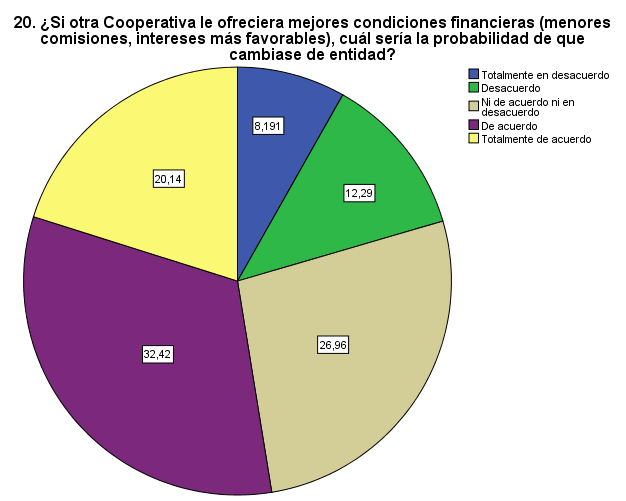 20. ¿Si otra Cooperativa le ofreciera mejores condiciones financieras (menores
comisiones, intereses más favorables), cuál sería la probabilidad de que
cambiase de entidad?
Totalmente en desacuerdo
Desacuerdo
Ni de acuerdo ni en
desacuerdo
De acuerdo
Totalmente de acuerdo
8,191
20,14
12,29
26,96
32,42